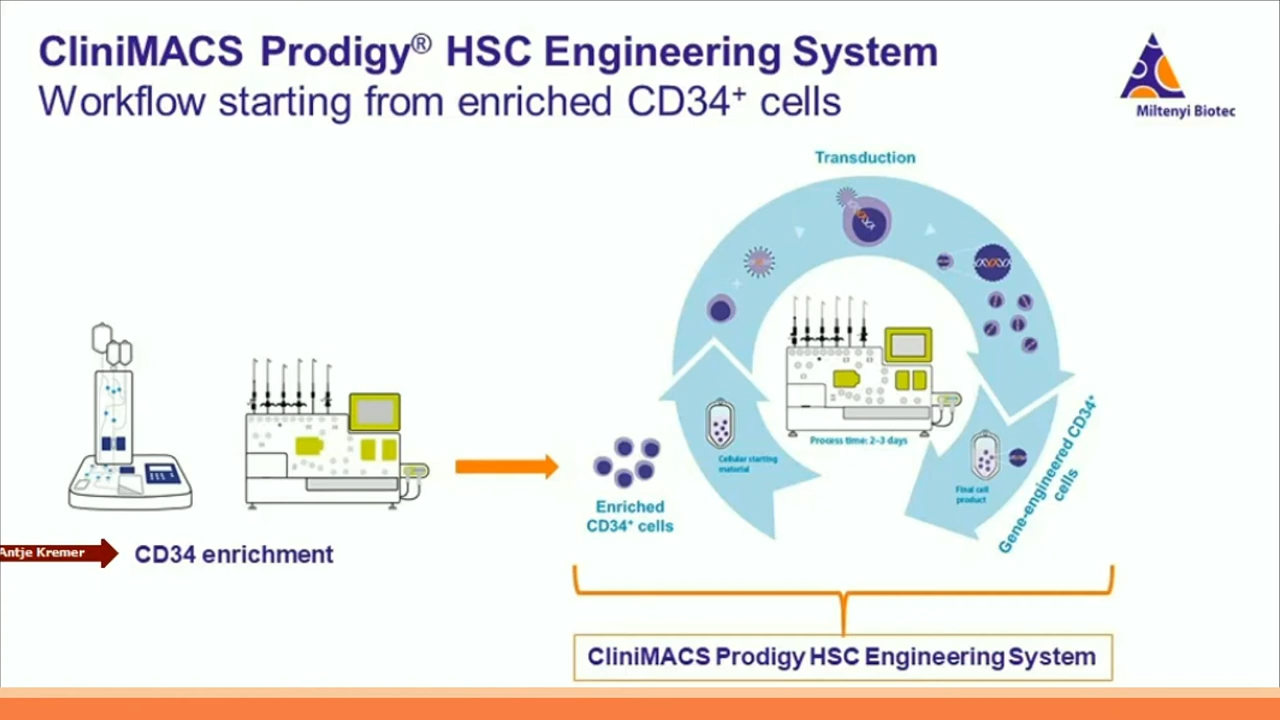 CliniMACS Prodigy® HSC Engineering System
Workflow starting from enriched CD34⁺ cells
Miltenyi Biotec
Transduction
Process time: 2–3 days
Cellular starting
material
Final cell
product
Gene-engineered CD34⁺
cells
Enriched
CD34⁺ cells
Antje Kremer
CD34 enrichment
CliniMACS Prodigy HSC Engineering System